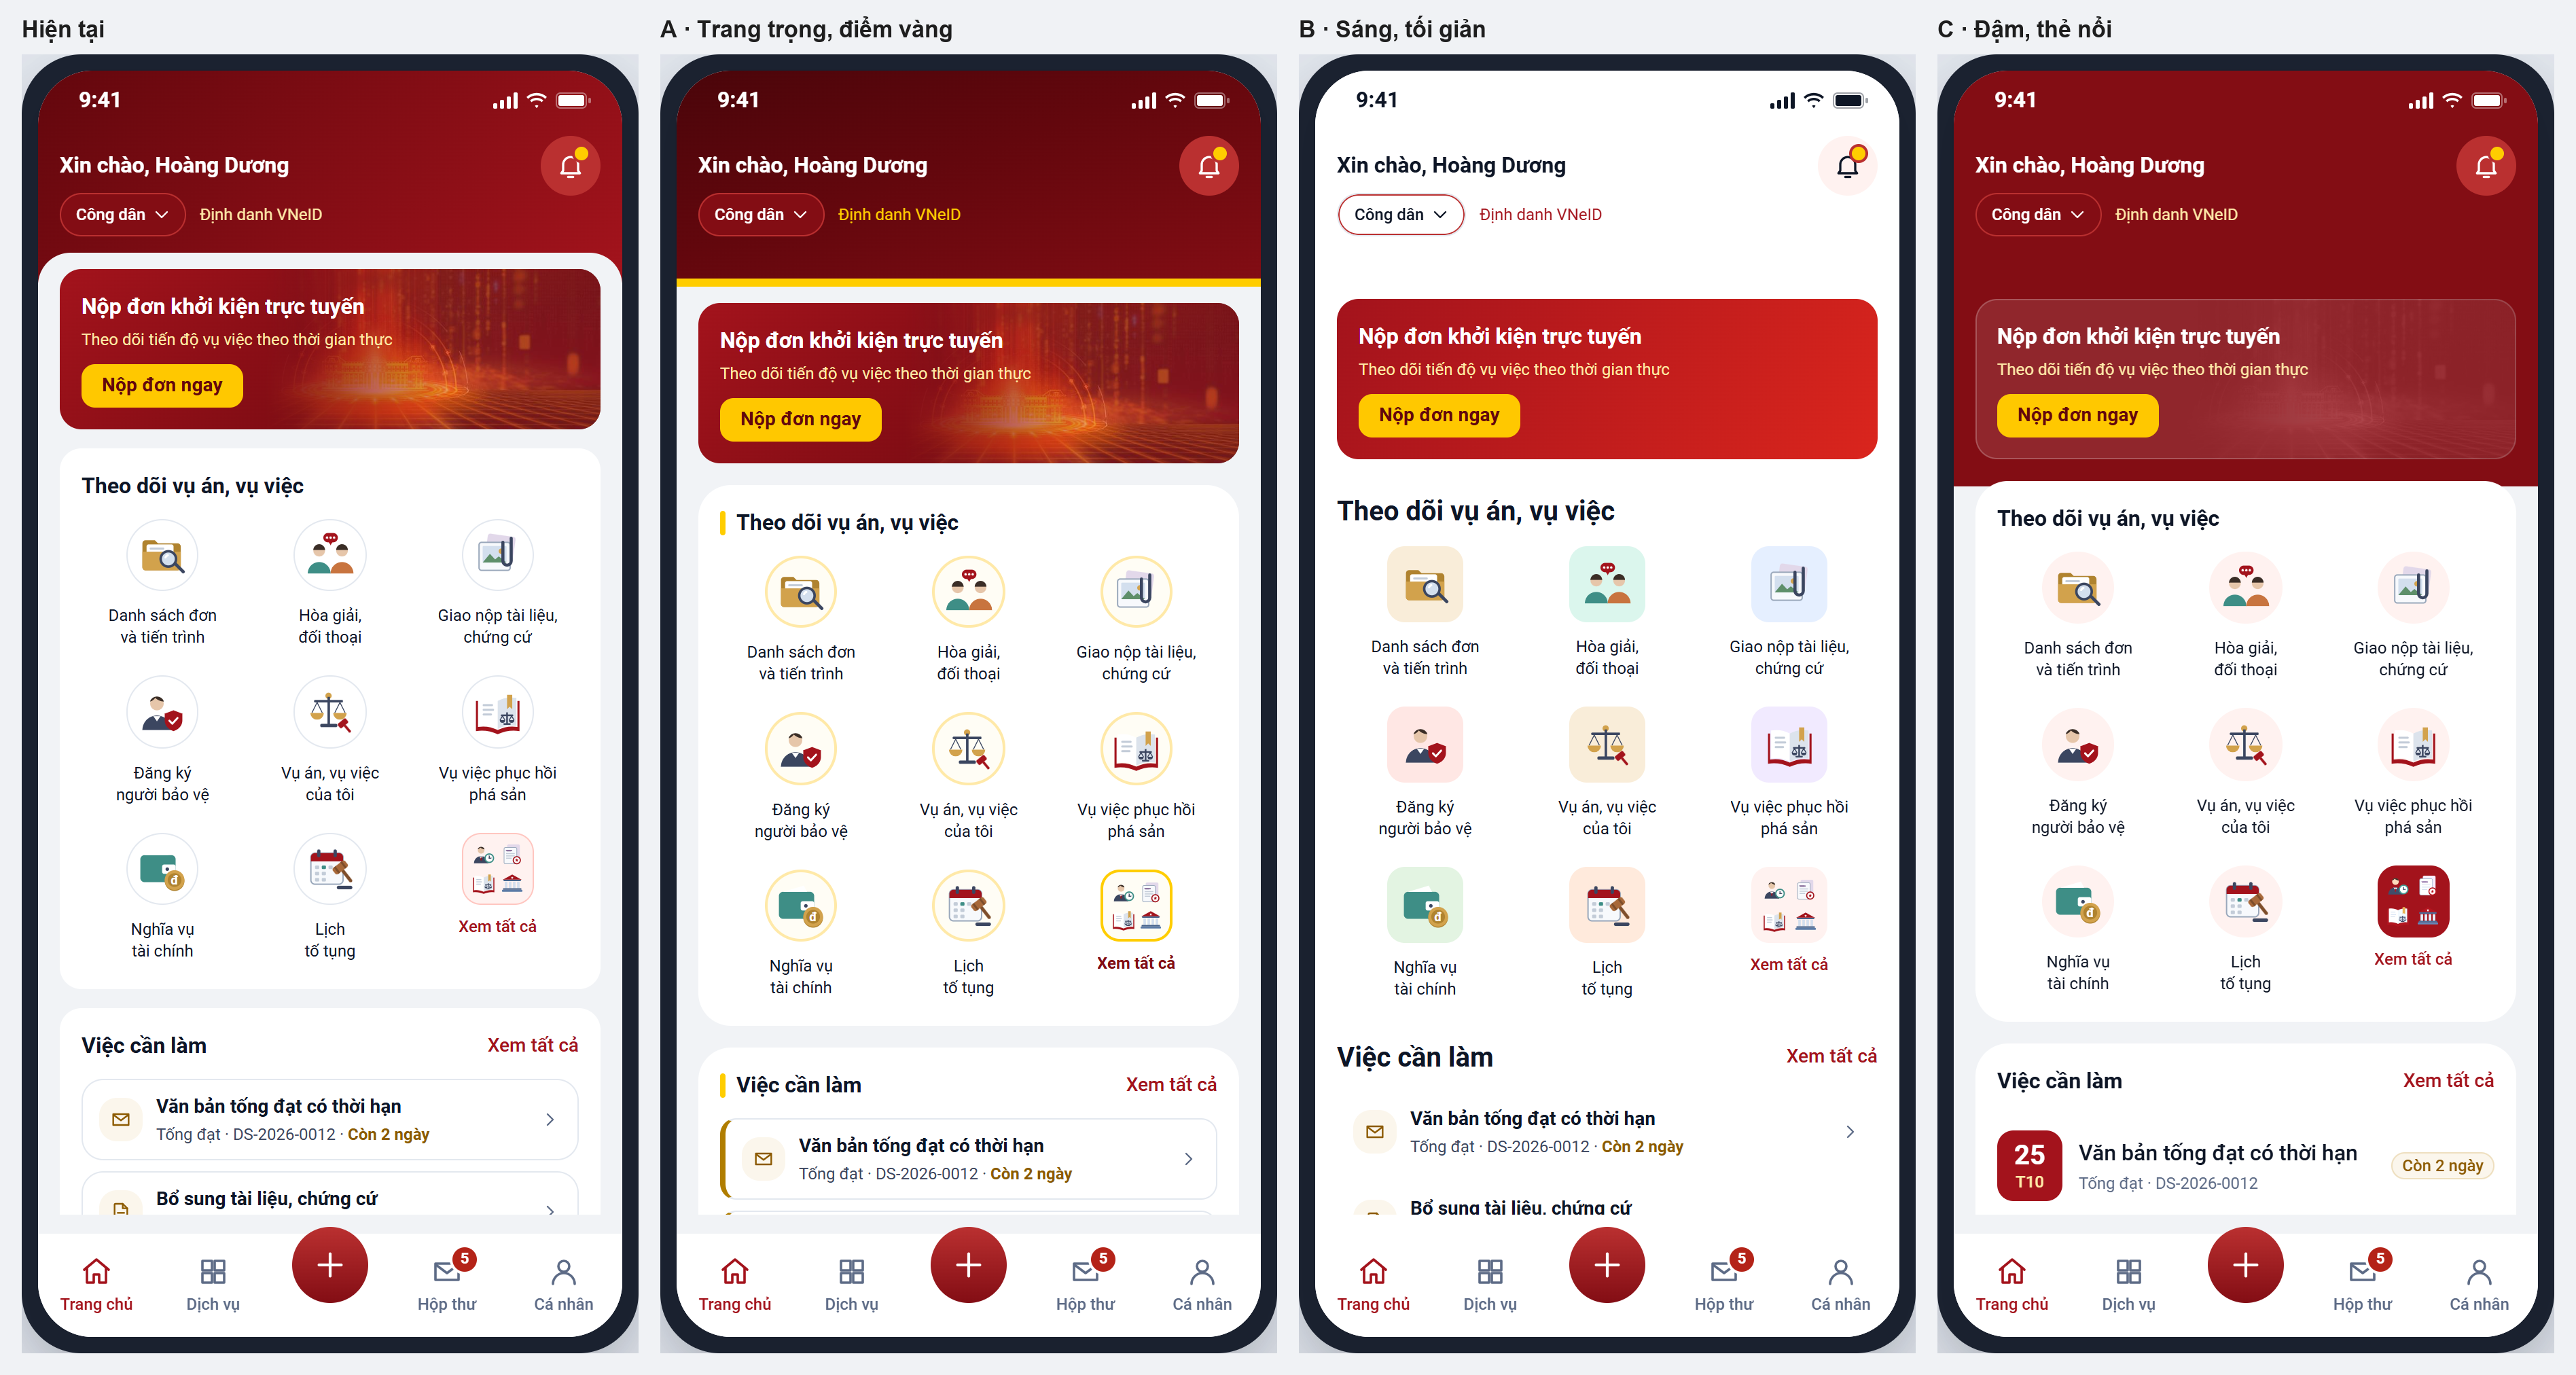 Hiện tại
9:41
Xin chào, Hoàng Dương
Công dân
Định danh VNeID
Nộp đơn khởi kiện trực tuyến
Theo dõi tiến độ vụ việc theo thời gian thực
Nộp đơn ngay
Theo dõi vụ án, vụ việc
Danh sách đơn
và tiến trình
Hòa giải,
đối thoại
Giao nộp tài liệu,
chứng cứ
Đăng ký
người bảo vệ
Vụ án, vụ việc
của tôi
Vụ việc phục hồi
phá sản
Nghĩa vụ
tài chính
Lịch
tố tụng
Xem tất cả
Việc cần làm
Xem tất cả
Văn bản tống đạt có thời hạn
Tống đạt · DS-2026-0012 · Còn 2 ngày
Bổ sung tài liệu, chứng cứ
Trang chủ
Dịch vụ
5
Hộp thư
Cá nhân
A · Trang trọng, điểm vàng
9:41
Xin chào, Hoàng Dương
Công dân
Định danh VNeID
Nộp đơn khởi kiện trực tuyến
Theo dõi tiến độ vụ việc theo thời gian thực
Nộp đơn ngay
Theo dõi vụ án, vụ việc
Danh sách đơn
và tiến trình
Hòa giải,
đối thoại
Giao nộp tài liệu,
chứng cứ
Đăng ký
người bảo vệ
Vụ án, vụ việc
của tôi
Vụ việc phục hồi
phá sản
Nghĩa vụ
tài chính
Lịch
tố tụng
Xem tất cả
Việc cần làm
Xem tất cả
Văn bản tống đạt có thời hạn
Tống đạt · DS-2026-0012 · Còn 2 ngày
Trang chủ
Dịch vụ
5
Hộp thư
Cá nhân
B · Sáng, tối giản
9:41
Xin chào, Hoàng Dương
Công dân
Định danh VNeID
Nộp đơn khởi kiện trực tuyến
Theo dõi tiến độ vụ việc theo thời gian thực
Nộp đơn ngay
Theo dõi vụ án, vụ việc
Danh sách đơn
và tiến trình
Hòa giải,
đối thoại
Giao nộp tài liệu,
chứng cứ
Đăng ký
người bảo vệ
Vụ án, vụ việc
của tôi
Vụ việc phục hồi
phá sản
Nghĩa vụ
tài chính
Lịch
tố tụng
Xem tất cả
Việc cần làm
Xem tất cả
Văn bản tống đạt có thời hạn
Tống đạt · DS-2026-0012 · Còn 2 ngày
Bổ sung tài liệu, chứng cứ
Trang chủ
Dịch vụ
5
Hộp thư
Cá nhân
C · Đậm, thẻ nổi
9:41
Xin chào, Hoàng Dương
Công dân
Định danh VNeID
Nộp đơn khởi kiện trực tuyến
Theo dõi tiến độ vụ việc theo thời gian thực
Nộp đơn ngay
Theo dõi vụ án, vụ việc
Danh sách đơn
và tiến trình
Hòa giải,
đối thoại
Giao nộp tài liệu,
chứng cứ
Đăng ký
người bảo vệ
Vụ án, vụ việc
của tôi
Vụ việc phục hồi
phá sản
Nghĩa vụ
tài chính
Lịch
tố tụng
Xem tất cả
Việc cần làm
Xem tất cả
25
T10
Văn bản tống đạt có thời hạn
Tống đạt · DS-2026-0012
Còn 2 ngày
Trang chủ
Dịch vụ
5
Hộp thư
Cá nhân